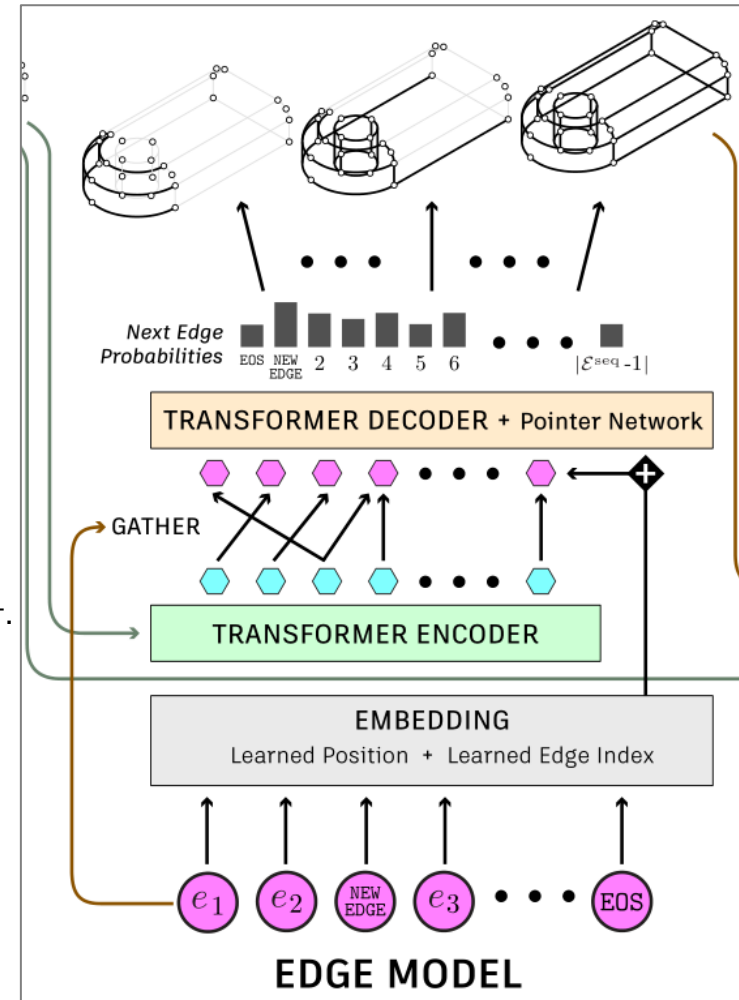 Next Edge
Probabilities
EOS NEW EDGE 2 3 4 5 6 |ℰ^seq -1|
TRANSFORMER DECODER + Pointer Network
GATHER
TRANSFORMER ENCODER
EMBEDDING
Learned Position + Learned Edge Index
e₁ e₂ NEW EDGE e₃ EOS
EDGE MODEL